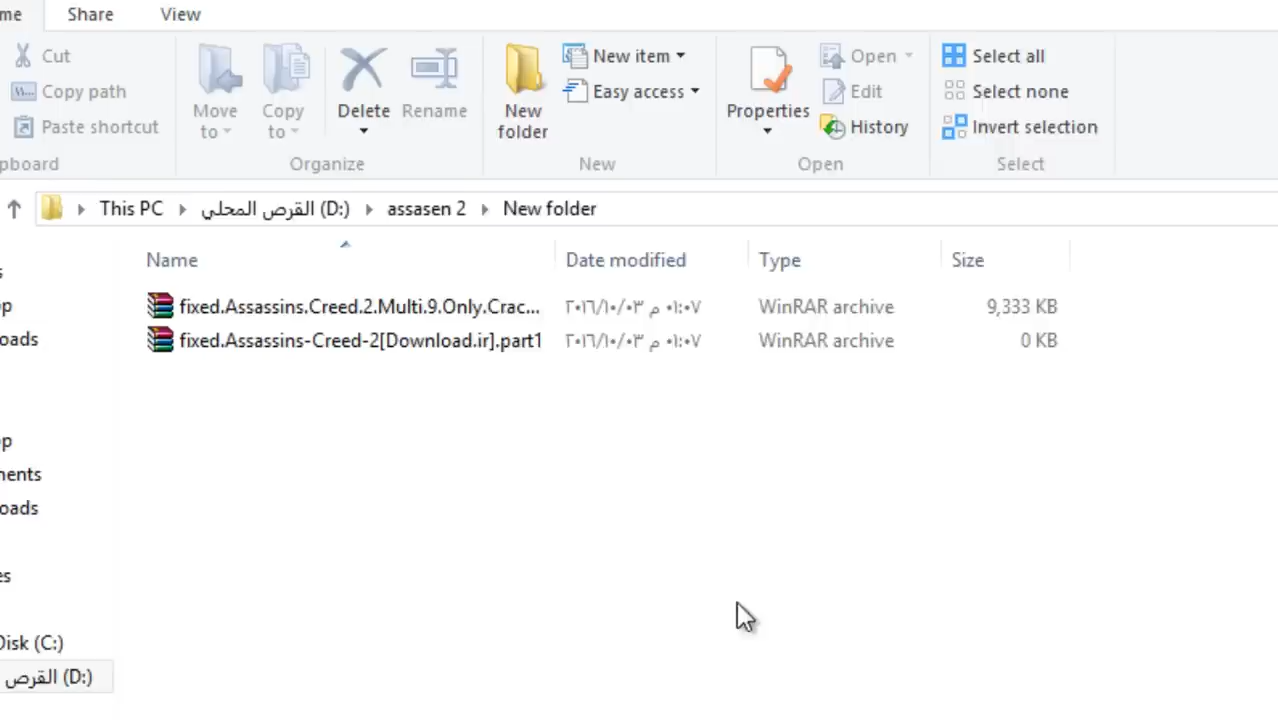 me Share View
Cut
Copy path
Paste shortcut
Move to
Copy to
Delete
Rename
New folder
New item
Easy access
Properties
Open
Edit
History
Select all
Select none
Invert selection
pboard Organize New Open Select
This PC القرص المحلي (D:) assasen 2 New folder
Name Date modified Type Size
fixed.Assassins.Creed.2.Multi.9.Only.Crac... ٢٠١٦/١٠/٠٣ م ٠١:٠٧ WinRAR archive 9,333 KB
fixed.Assassins-Creed-2[Download.ir].part1 ٢٠١٦/١٠/٠٣ م ٠١:٠٧ WinRAR archive 0 KB
s
op
oads
op
ments
oads
es
Disk (C:)
القرص (D:)